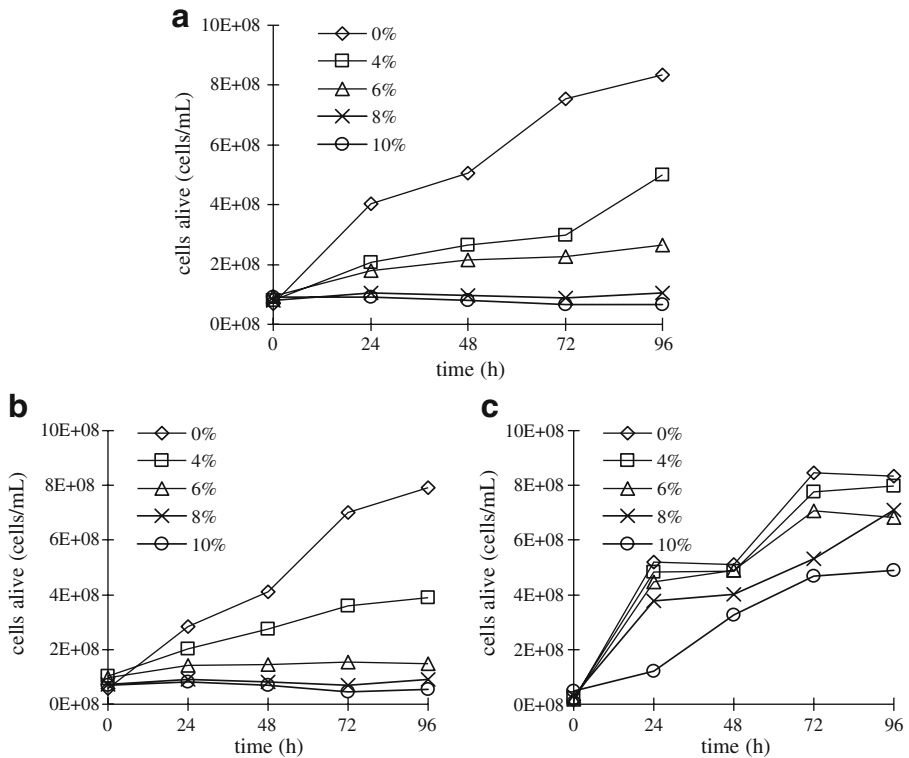 a
10E+08
8E+08
6E+08
4E+08
2E+08
0E+08
cells alive (cells/mL)
0%
4%
6%
8%
10%
0 24 48 72 96
time (h)
b
10E+08
8E+08
6E+08
4E+08
2E+08
0E+08
cells alive (cells/mL)
0%
4%
6%
8%
10%
0 24 48 72 96
time (h)
c
10E+08
8E+08
6E+08
4E+08
2E+08
0E+08
cells alive (cells/mL)
0%
4%
6%
8%
10%
0 24 48 72 96
time (h)